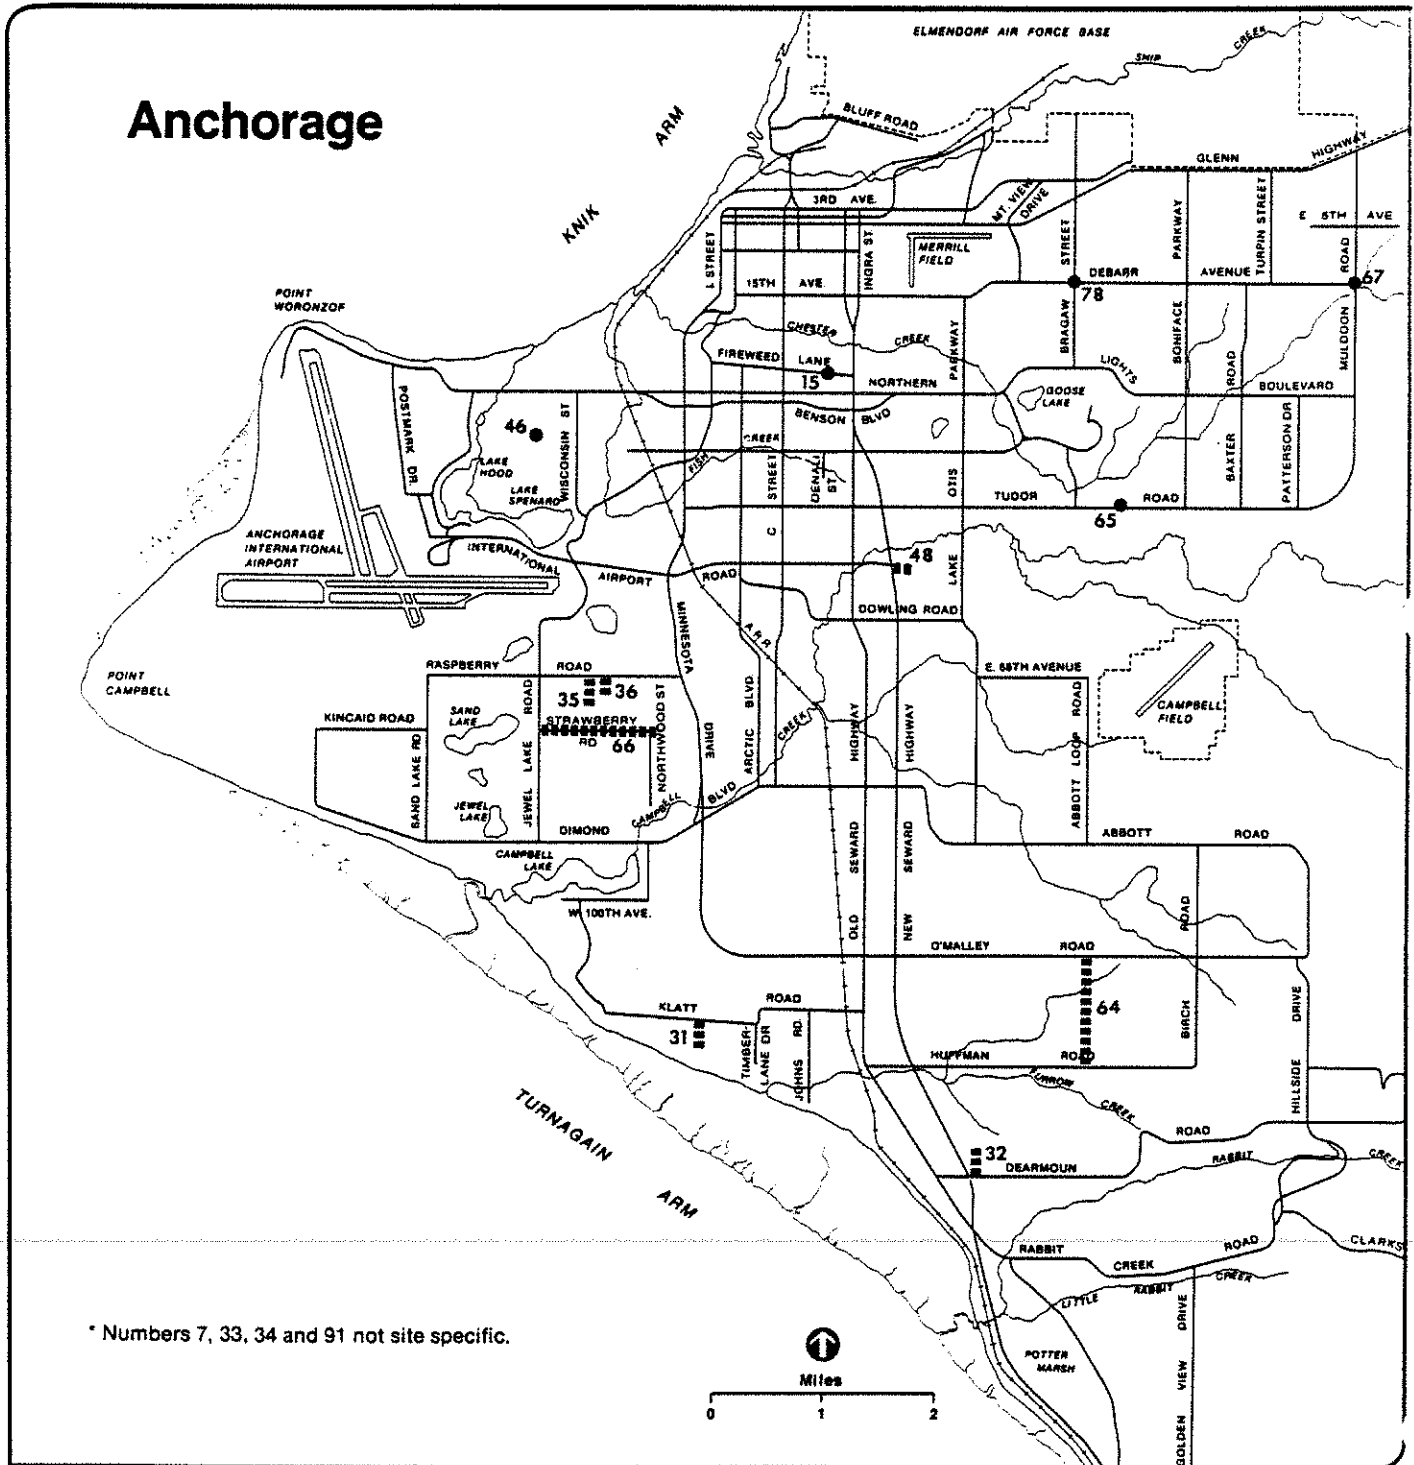 ELMENDORF AIR FORCE BASE
SHIP
CREEK
Anchorage
BLUFF ROAD
KNIK
ARM
GLENN
HIGHWAY
3RD AVE.
MT. VIEW
DRIVE
E 5TH AVE
MERRILL
FIELD
L STREET
INGRA ST
STREET
PARKWAY
TURPIN STREET
ROAD
15TH AVE.
DEBARR AVENUE
67
78
POINT
WORONZOF
CHESTER
CREEK
BRAGAW
BONIFACE
MULDOON
FIREWEED LANE
15
PARKWAY
LIGHTS
ROAD
NORTHERN
BOULEVARD
POSTMARK DR.
BENSON BLVD
GOOSE
LAKE
46
WISCONSIN ST
CREEK
FISH
LAKE
HOOD
LAKE
SPENARD
STREET
C
DENALI
ST
OTIS
BAXTER
PATTERSON DR
TUDOR
ROAD
65
ANCHORAGE
INTERNATIONAL
AIRPORT
INTERNATIONAL
AIRPORT
ROAD
48
LAKE
DOWLING ROAD
MINNESOTA
DRIVE
ARR
POINT
CAMPBELL
RASPBERRY
ROAD
35
36
E. 68TH AVENUE
CAMPBELL
FIELD
KINCAID ROAD
SAND
LAKE
STRAWBERRY
RD
66
NORTHWOOD ST
ARCTIC BLVD.
CREEK
HIGHWAY
HIGHWAY
ABBOTT LOOP ROAD
SAND LAKE RD
JEWEL LAKE ROAD
JEWEL
LAKE
CAMPBELL
BLVD
DIMOND
ABBOTT
ROAD
CAMPBELL
LAKE
OLD SEWARD
NEW SEWARD
W. 100TH AVE.
ROAD
O'MALLEY
ROAD
KLATT
ROAD
31
TIMBER-
LANE DR
JOHNS RD.
64
BIRCH
HILLSIDE DRIVE
HUFFMAN
ROAD
FURROW
CREEK
TURNAGAIN
ARM
32
DEARMOUN
ROAD
RABBIT
CREEK
RABBIT
CREEK
ROAD
CLARKS
LITTLE
RABBIT
CREEK
* Numbers 7, 33, 34 and 91 not site specific.
POTTER
MARSH
GOLDEN VIEW DRIVE
Miles
0 1 2